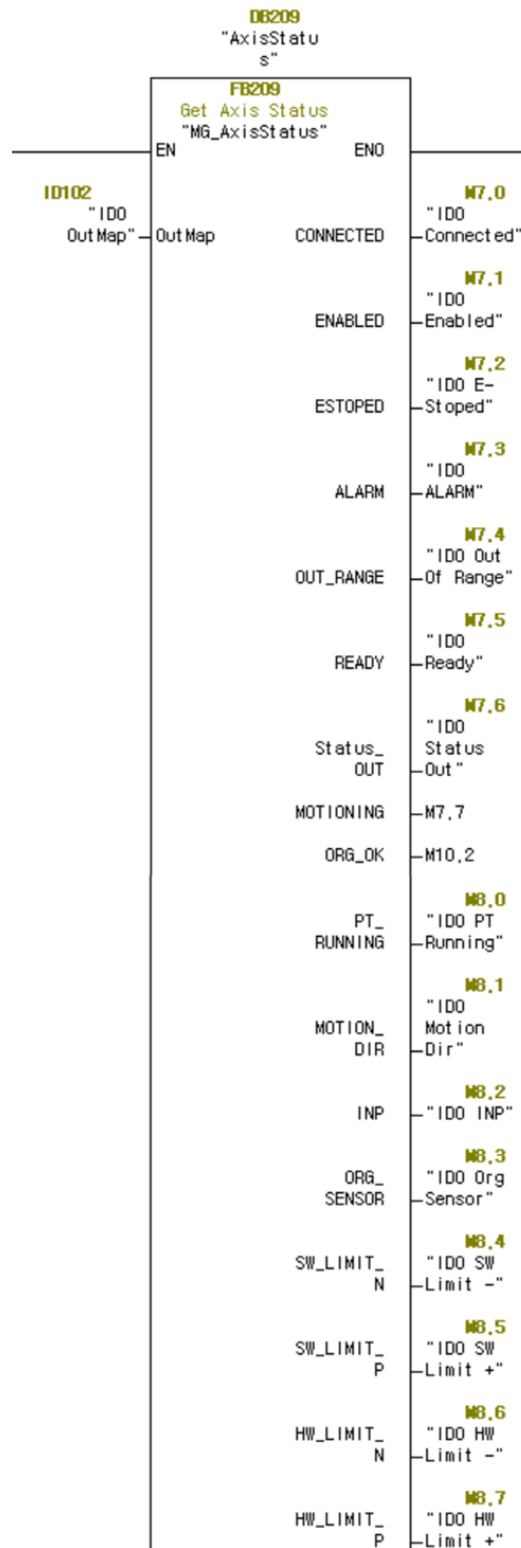 DB209
"AxisStatu
s"
FB209
Get Axis Status
"MG_AxisStatus"
EN ENO
ID102
"ID0
OutMap"
OutMap
M7.0
"ID0
CONNECTED Connected"
M7.1
"ID0
ENABLED Enabled"
M7.2
"ID0 E-
ESTOPED Stoped"
M7.3
"ID0
ALARM ALARM"
M7.4
"ID0 Out
OUT_RANGE Of Range"
M7.5
"ID0
READY Ready"
M7.6
"ID0
Status_ Status
OUT Out"
MOTIONING M7.7
ORG_OK M10.2
M8.0
PT_ "ID0 PT
RUNNING Running"
M8.1
"ID0
MOTION_ Motion
DIR Dir"
M8.2
INP "ID0 INP"
M8.3
ORG_ "ID0 Org
SENSOR Sensor"
M8.4
SW_LIMIT_ "ID0 SW
N Limit -"
M8.5
SW_LIMIT_ "ID0 SW
P Limit +"
M8.6
HW_LIMIT_ "ID0 HW
N Limit -"
M8.7
HW_LIMIT_ "ID0 HW
P Limit +"